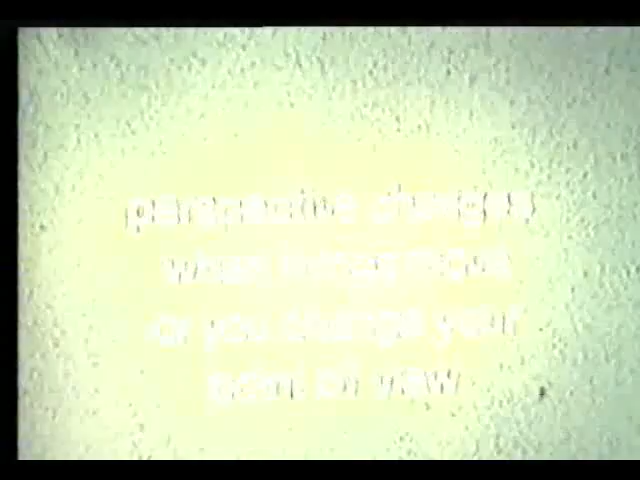 perspective changes
when things move
or you change your
point of view